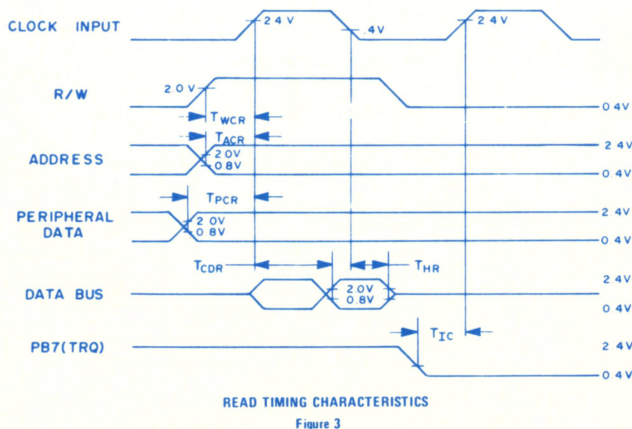 CLOCK INPUT
2.4V
.4V
2.4V
R/W
2.0V
0.4V
TWCR
TACR
ADDRESS
2.0V
0.8V
2.4V
0.4V
TPCR
PERIPHERAL
DATA
2.0V
0.8V
2.4V
0.4V
TCDR
THR
DATA BUS
2.0V
0.8V
2.4V
0.4V
TIC
PB7(TRQ)
2.4V
0.4V
READ TIMING CHARACTERISTICS
Figure 3